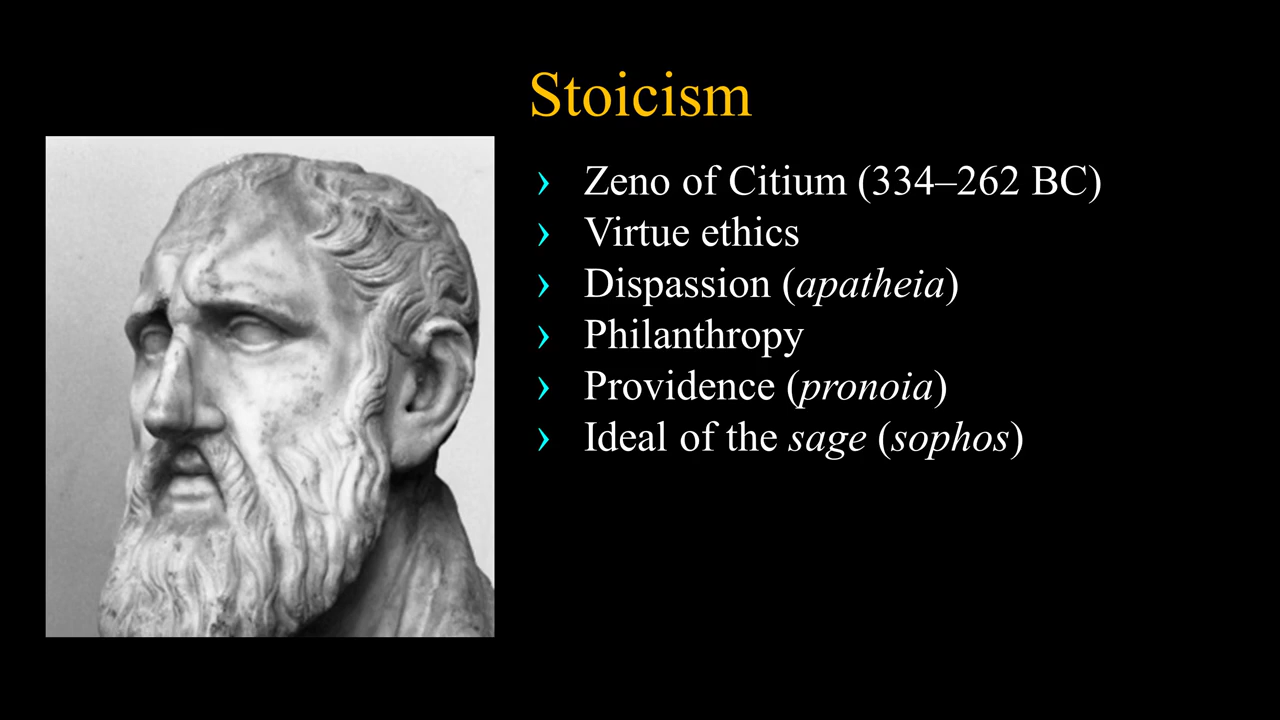 Stoicism
› Zeno of Citium (334–262 BC)
› Virtue ethics
› Dispassion (apatheia)
› Philanthropy
› Providence (pronoia)
› Ideal of the sage (sophos)